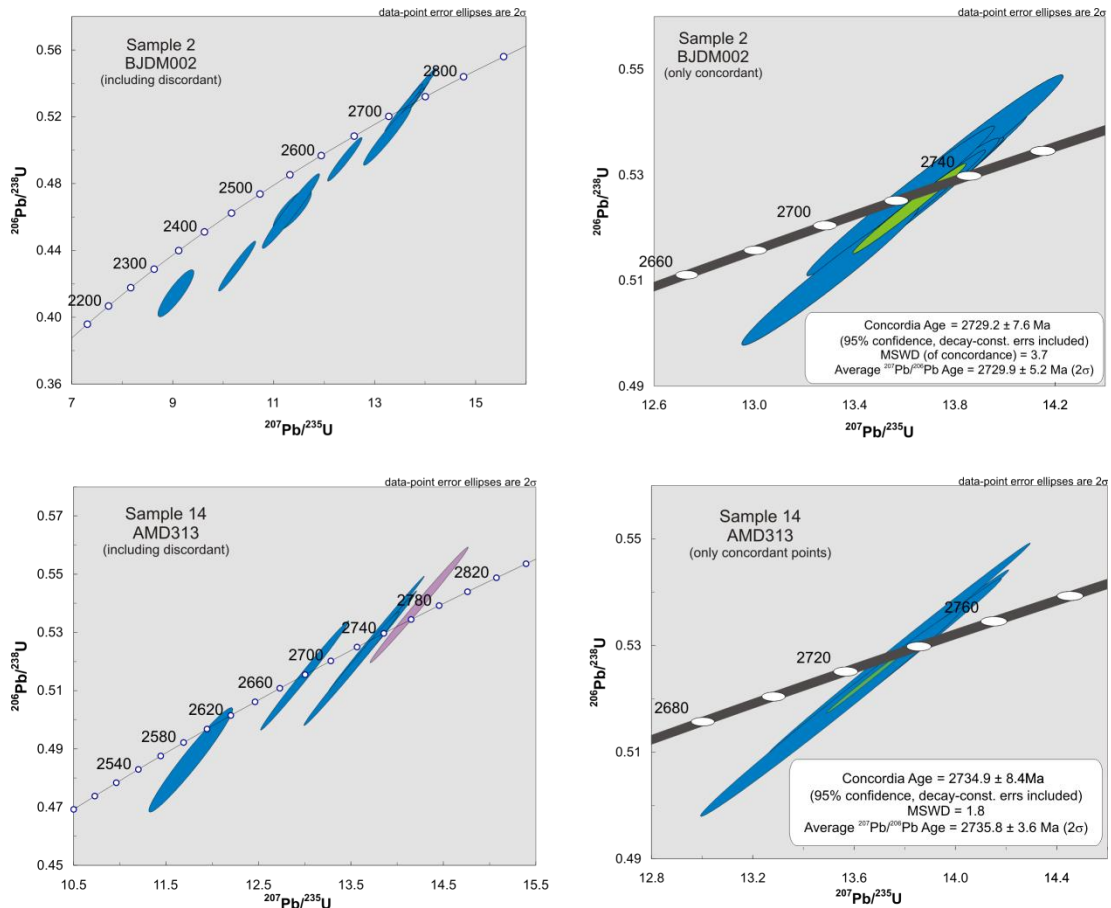 data-point error ellipses are 2σ
Sample 2
BJDM002
(including discordant)
0.56
0.52
0.48
0.44
0.40
0.36
2200
2300
2400
2500
2600
2700
2800
7
9
11
13
15
²⁰⁶Pb/²³⁸U
²⁰⁷Pb/²³⁵U
data-point error ellipses are 2σ
Sample 2
BJDM002
(only concordant)
0.55
0.53
0.51
0.49
2660
2700
2740
Concordia Age = 2729.2 ± 7.6 Ma
(95% confidence, decay-const. errs included)
MSWD (of concordance) = 3.7
Average ²⁰⁷Pb/²⁰⁶Pb Age = 2729.9 ± 5.2 Ma (2σ)
12.6
13.0
13.4
13.8
14.2
²⁰⁶Pb/²³⁸U
²⁰⁷Pb/²³⁵U
data-point error ellipses are 2σ
Sample 14
AMD313
(including discordant)
0.57
0.55
0.53
0.51
0.49
0.47
0.45
2540
2580
2620
2660
2700
2740
2780
2820
10.5
11.5
12.5
13.5
14.5
15.5
²⁰⁶Pb/²³⁸U
²⁰⁷Pb/²³⁵U
data-point error ellipses are 2σ
Sample 14
AMD313
(only concordant points)
0.55
0.53
0.51
0.49
2680
2720
2760
Concordia Age = 2734.9 ± 8.4Ma
(95% confidence, decay-const. errs included)
MSWD = 1.8
Average ²⁰⁷Pb/²⁰⁶Pb Age = 2735.8 ± 3.6 Ma (2σ)
12.8
13.2
13.6
14.0
14.4
²⁰⁶Pb/²³⁸U
²⁰⁷Pb/²³⁵U